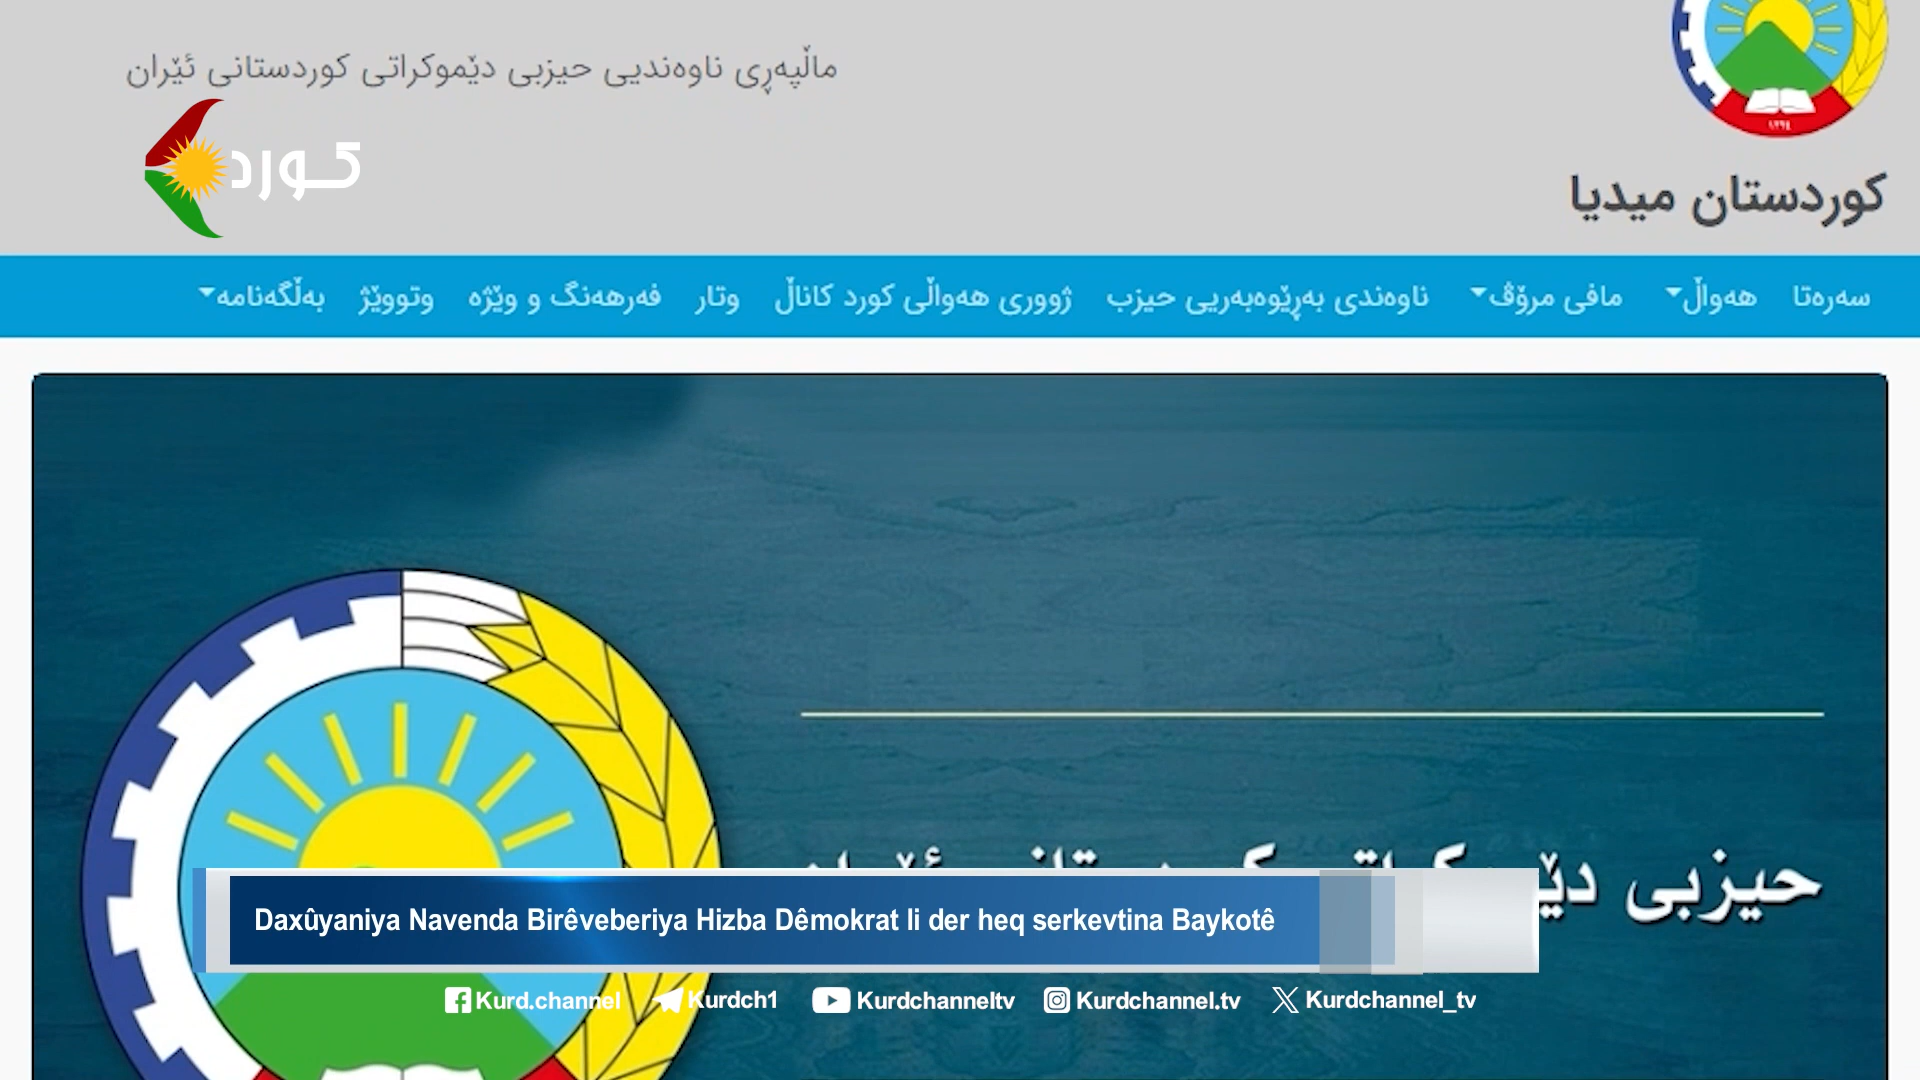 ماڵپەڕی ناوەندیی حیزبی دێموکراتی کوردستانی ئێران
١٣٢٤
کورد
کوردستان میدیا
سەرەتا هەواڵ مافی مرۆڤ ناوەندی بەڕێوەبەریی حیزب ژووری هەواڵی کورد کاناڵ وتار فەرهەنگ و وێژە وتووێژ بەڵگەنامە
حیزبی
Daxûyaniya Navenda Birêveberiya Hizba Dêmokrat li der heq serkevtina Baykotê
Kurd.channel Kurdch1 Kurdchanneltv Kurdchannel.tv Kurdchannel_tv